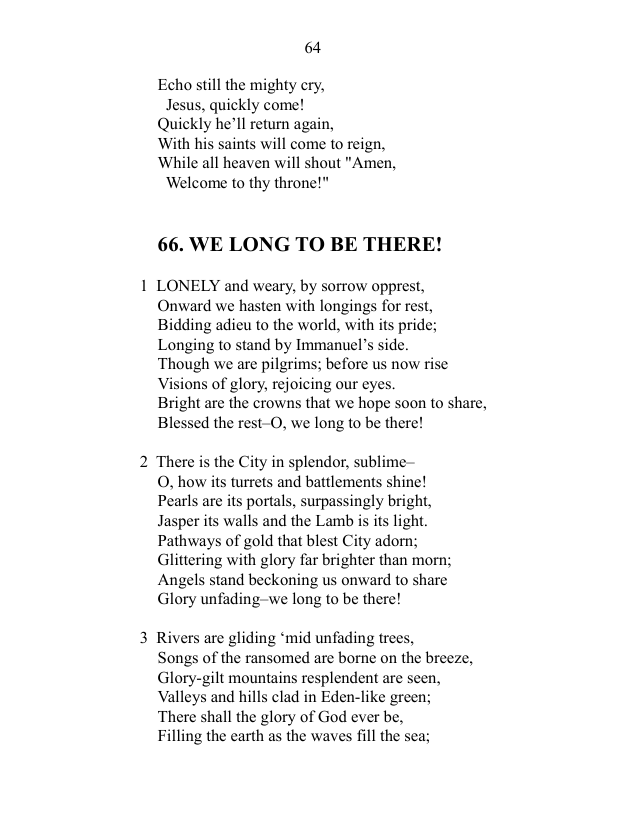 64
Echo still the mighty cry,
Jesus, quickly come!
Quickly he’ll return again,
With his saints will come to reign,
While all heaven will shout "Amen,
Welcome to thy throne!"
66. WE LONG TO BE THERE!
1 LONELY and weary, by sorrow opprest,
Onward we hasten with longings for rest,
Bidding adieu to the world, with its pride;
Longing to stand by Immanuel’s side.
Though we are pilgrims; before us now rise
Visions of glory, rejoicing our eyes.
Bright are the crowns that we hope soon to share,
Blessed the rest–O, we long to be there!
2 There is the City in splendor, sublime–
O, how its turrets and battlements shine!
Pearls are its portals, surpassingly bright,
Jasper its walls and the Lamb is its light.
Pathways of gold that blest City adorn;
Glittering with glory far brighter than morn;
Angels stand beckoning us onward to share
Glory unfading–we long to be there!
3 Rivers are gliding ‘mid unfading trees,
Songs of the ransomed are borne on the breeze,
Glory-gilt mountains resplendent are seen,
Valleys and hills clad in Eden-like green;
There shall the glory of God ever be,
Filling the earth as the waves fill the sea;